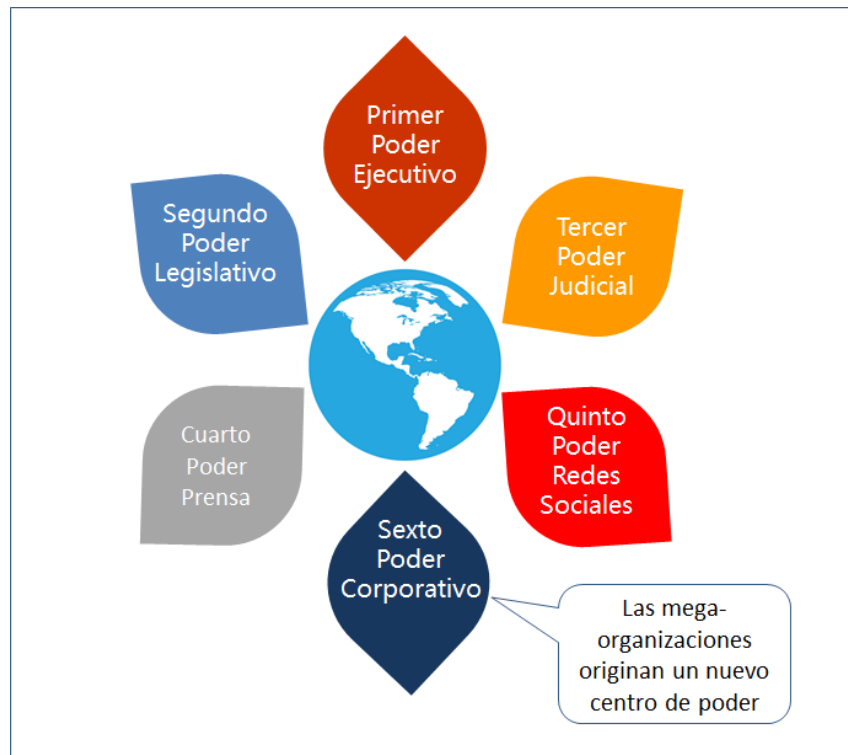 Primer
Poder
Ejecutivo
Segundo
Poder
Legislativo
Tercer
Poder
Judicial
Cuarto
Poder
Prensa
Quinto
Poder
Redes
Sociales
Sexto
Poder
Corporativo
Las mega-
organizaciones
originan un nuevo
centro de poder